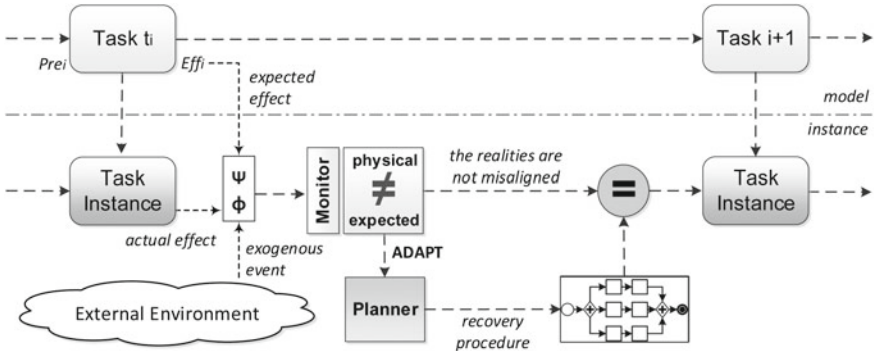 Task ti
Task i+1
Prei
Effi
expected
effect
model
instance
Task
Instance
actual effect
Ψ
Φ
exogenous
event
Monitor
physical
≠
expected
the realities are
not misaligned
=
Task
Instance
ADAPT
External Environment
Planner
recovery
procedure